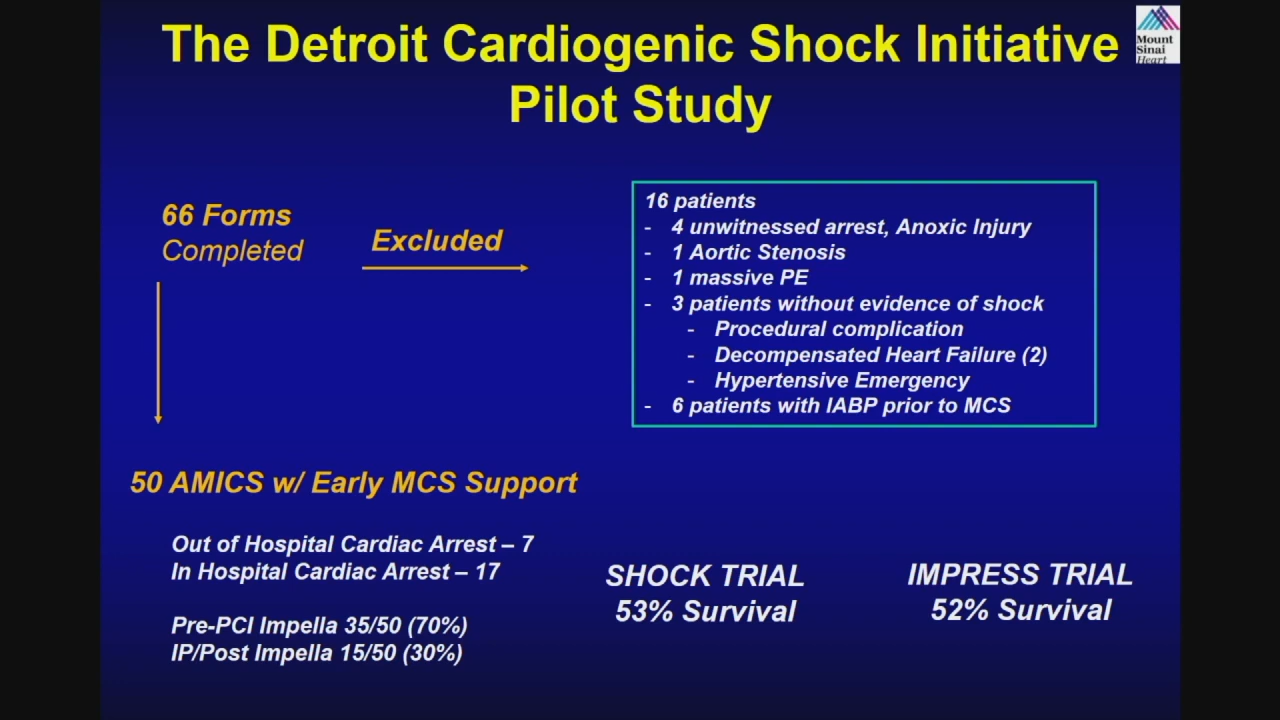 The Detroit Cardiogenic Shock Initiative
Pilot Study
Mount
Sinai
Heart
66 Forms
Completed
Excluded
16 patients
- 4 unwitnessed arrest, Anoxic Injury
- 1 Aortic Stenosis
- 1 massive PE
- 3 patients without evidence of shock
- Procedural complication
- Decompensated Heart Failure (2)
- Hypertensive Emergency
- 6 patients with IABP prior to MCS
50 AMICS w/ Early MCS Support
Out of Hospital Cardiac Arrest – 7
In Hospital Cardiac Arrest – 17
Pre-PCI Impella 35/50 (70%)
IP/Post Impella 15/50 (30%)
SHOCK TRIAL
53% Survival
IMPRESS TRIAL
52% Survival